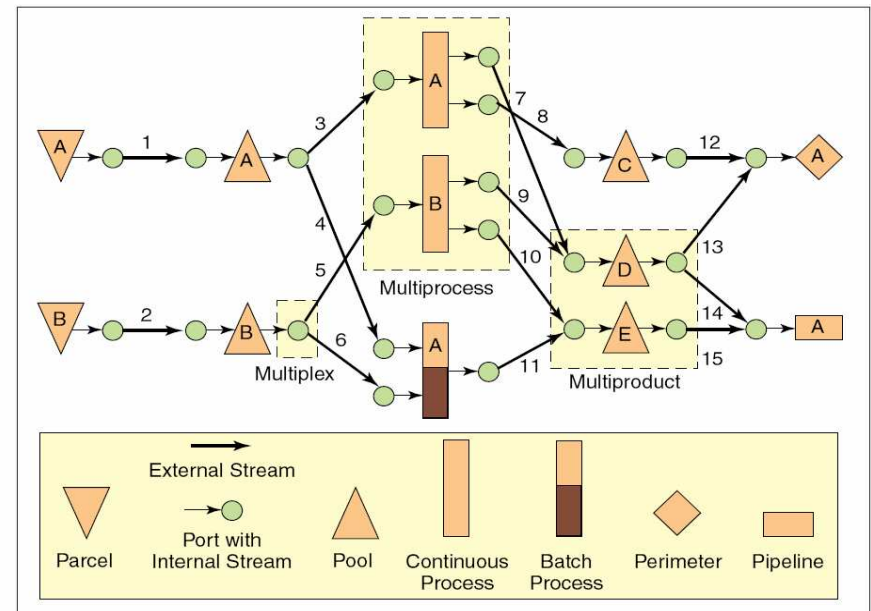 A
7
8
3
A
1
A
C
12
A
B
9
4
5
10
D
13
Multiprocess
B
2
B
6
A
E
14
A
Multiplex
11
Multiproduct
15
External Stream
Port with
Internal Stream
Parcel
Pool
Continuous
Process
Batch
Process
Perimeter
Pipeline